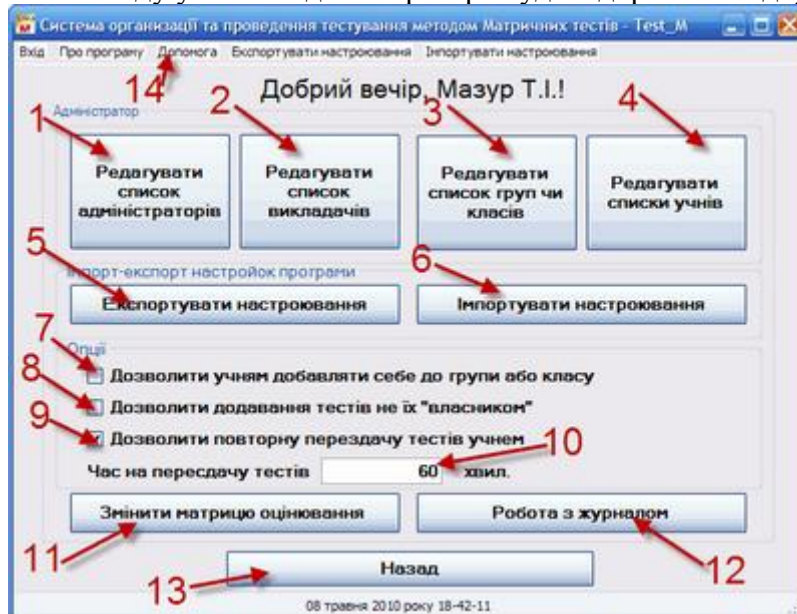 Система організації та проведення тестування методом Матричних тестів - Test_M
Вхід Про програму Допомога Експортувати настроювання Імпортувати настроювання
14
Добрий вечір, Мазур Т.І.!
Адміністратор
1 2 3 4
Редагувати список адміністраторів
Редагувати список викладачів
Редагувати список груп чи класів
Редагувати списки учнів
Імпорт-експорт настройок програми
5 6
Експортувати настроювання
Імпортувати настроювання
Опції
7 Дозволити учням добавляти себе до групи або класу
8 Дозволити додавання тестів не їх "власником"
9 Дозволити повторну перездачу тестів учнем 10
Час на пересдачу тестів 60 хвил.
Змінити матрицю оцінювання
Робота з журналом
11 12
13 Назад
08 травня 2010 року 18-42-11